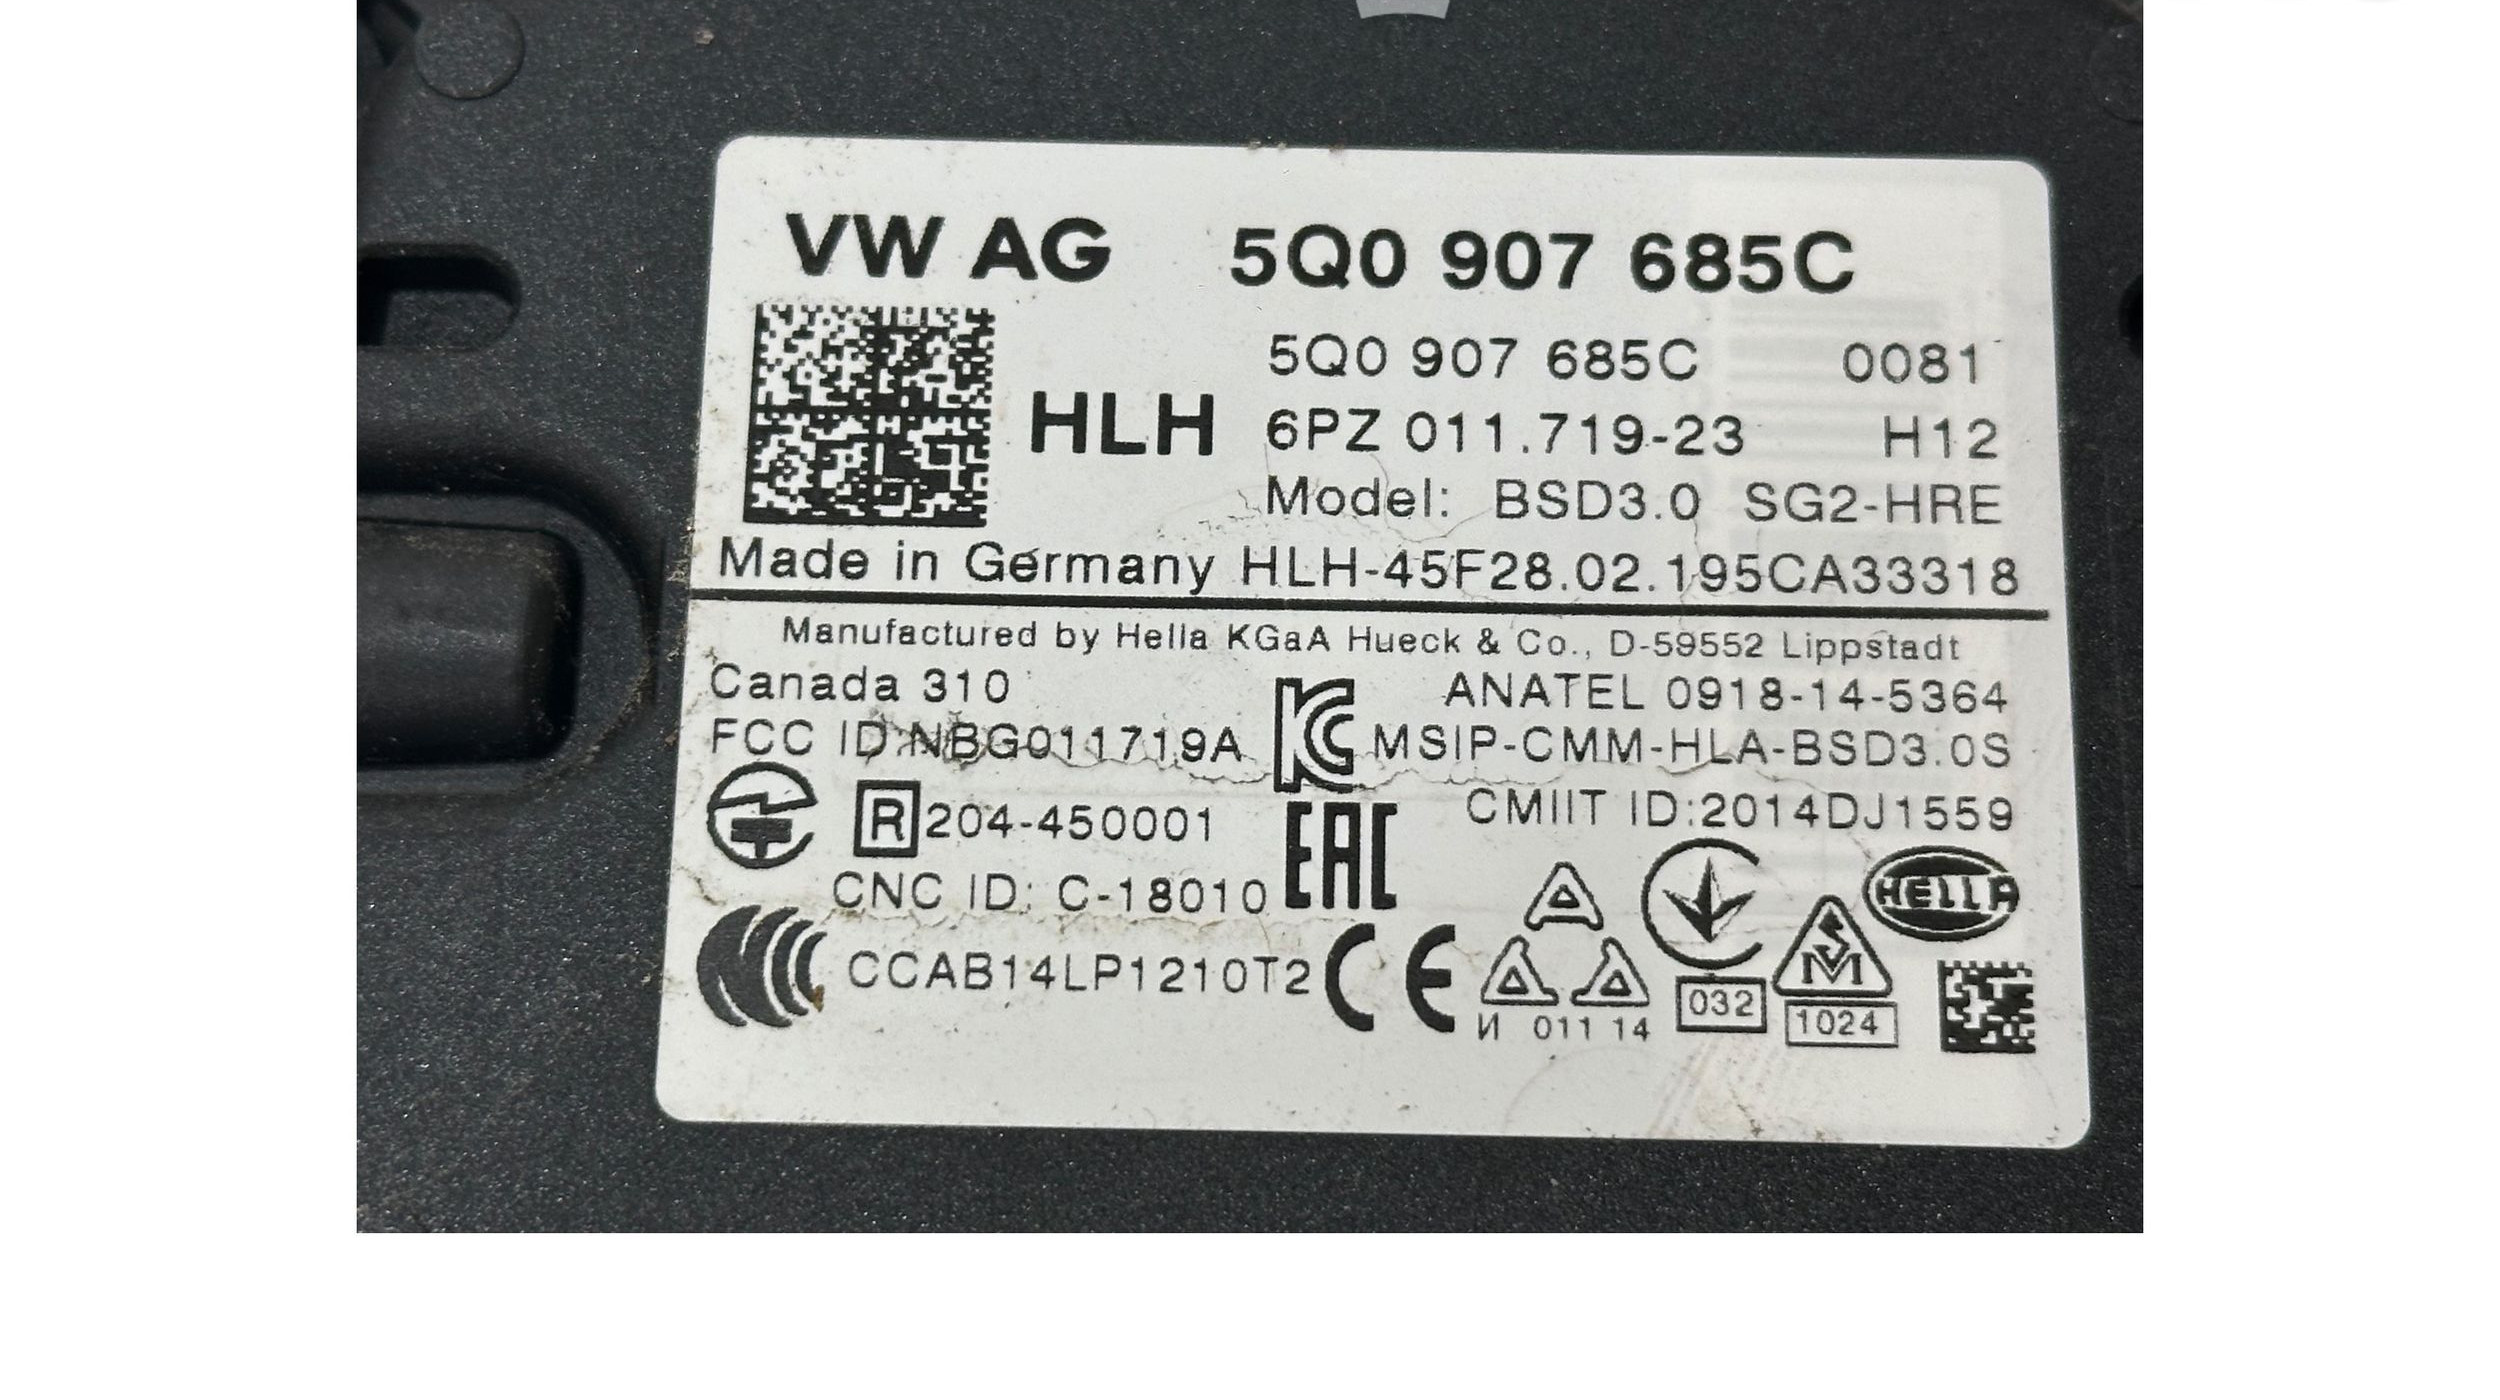 VW AG 5Q0 907 685C
5Q0 907 685C 0081
HLH 6PZ 011.719-23 H12
Model: BSD3.0 SG2-HRE
Made in Germany HLH-45F28.02.195CA33318
Manufactured by Hella KGaA Hueck & Co., D-59552 Lippstadt
Canada 310 ANATEL 0918-14-5364
FCC ID:NBG011719A MSIP-CMM-HLA-BSD3.0S
R 204-450001 CMIIT ID:2014DJ1559
EAC
CNC ID: C-18010
HELLA
CCAB14LP1210T2 CE
SM
И 011 14 032 1024